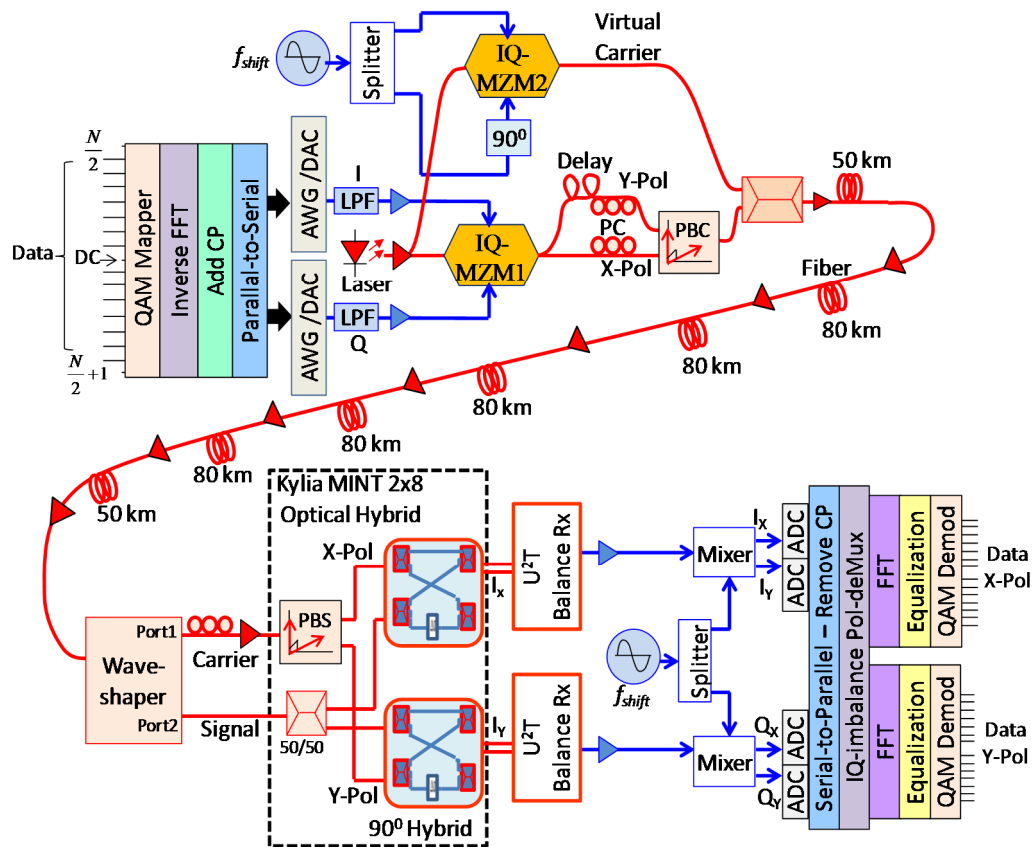 f_shift
Splitter
IQ-
MZM2
90⁰
Virtual
Carrier
N/2
Data
DC
N/2 +1
QAM Mapper
Inverse FFT
Add CP
Parallel-to-Serial
AWG /DAC
AWG /DAC
I
LPF
Laser
LPF
Q
IQ-
MZM1
Delay
Y-Pol
PC
X-Pol
PBC
50 km
Fiber
80 km
80 km
80 km
80 km
80 km
80 km
50 km
Wave-
shaper
Port1
Port2
Carrier
Signal
Kylia MINT 2x8
Optical Hybrid
X-Pol
PBS
50/50
Y-Pol
90⁰ Hybrid
I_X
I_Y
U²T
Balance Rx
U²T
Balance Rx
Mixer
Mixer
f_shift
Splitter
I_X
I_Y
Q_X
Q_Y
ADC
ADC
ADC
ADC
Serial-to-Parallel – Remove CP
IQ-imbalance Pol-deMux
FFT
Equalization
QAM Demod
Data
X-Pol
FFT
Equalization
QAM Demod
Data
Y-Pol